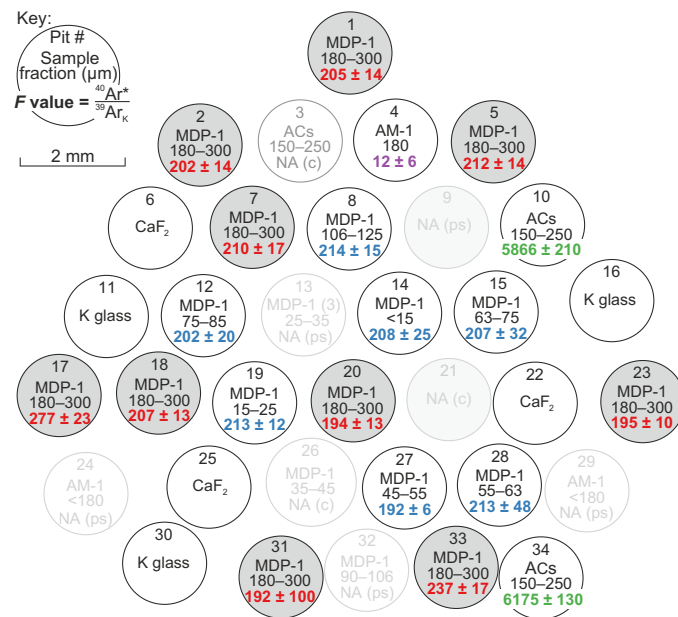 Key:
Pit #
Sample
fraction (µm)
F value = ⁴⁰Ar*
³⁹Arₖ
2 mm
1
MDP-1
180–300
205 ± 14
2
MDP-1
180–300
202 ± 14
3
ACs
150–250
NA (c)
4
AM-1
180
12 ± 6
5
MDP-1
180–300
212 ± 14
6
CaF₂
7
MDP-1
180–300
210 ± 17
8
MDP-1
106–125
214 ± 15
9
NA (ps)
10
ACs
150–250
5866 ± 210
11
K glass
12
MDP-1
75–85
202 ± 20
13
MDP-1 (3)
25–35
NA (ps)
14
MDP-1
<15
208 ± 25
15
MDP-1
63–75
207 ± 32
16
K glass
17
MDP-1
180–300
277 ± 23
18
MDP-1
180–300
207 ± 13
19
MDP-1
15–25
213 ± 12
20
MDP-1
180–300
194 ± 13
21
NA (c)
22
CaF₂
23
MDP-1
180–300
195 ± 10
24
AM-1
<180
NA (ps)
25
CaF₂
26
MDP-1
35–45
NA (c)
27
MDP-1
45–55
192 ± 6
28
MDP-1
55–63
213 ± 48
29
AM-1
<180
NA (ps)
30
K glass
31
MDP-1
180–300
192 ± 100
32
MDP-1
90–106
NA (ps)
33
MDP-1
180–300
237 ± 17
34
ACs
150–250
6175 ± 130